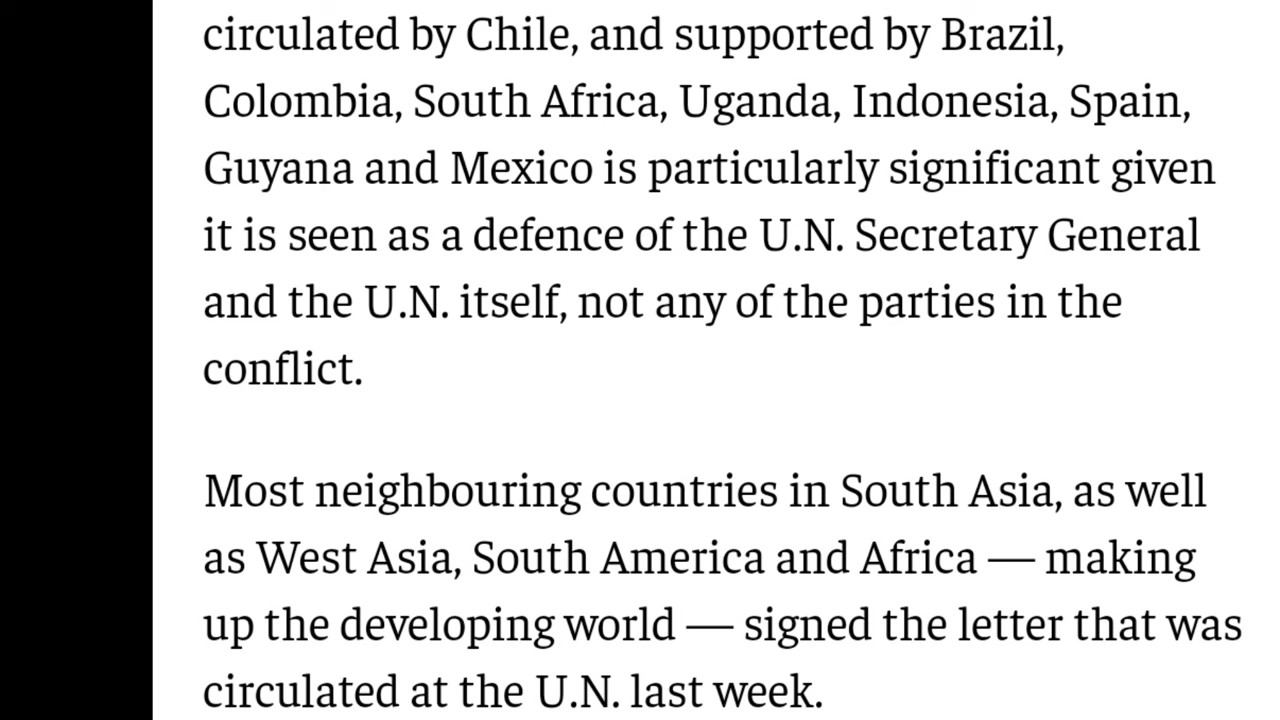 circulated by Chile, and supported by Brazil,
Colombia, South Africa, Uganda, Indonesia, Spain,
Guyana and Mexico is particularly significant given
it is seen as a defence of the U.N. Secretary General
and the U.N. itself, not any of the parties in the
conflict.
Most neighbouring countries in South Asia, as well
as West Asia, South America and Africa — making
up the developing world — signed the letter that was
circulated at the U.N. last week.